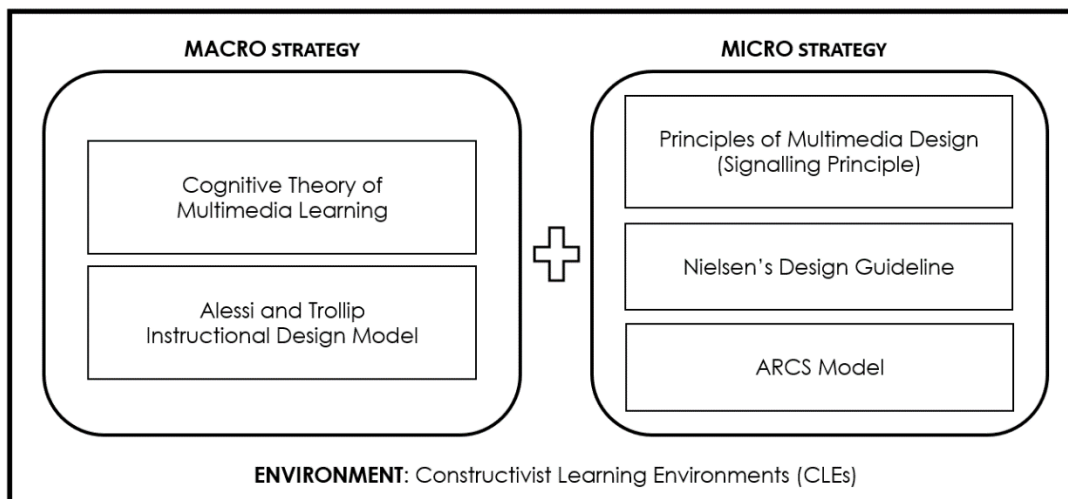 MACRO STRATEGY
Cognitive Theory of
Multimedia Learning
Alessi and Trollip
Instructional Design Model
MICRO STRATEGY
Principles of Multimedia Design
(Signalling Principle)
Nielsen’s Design Guideline
ARCS Model
ENVIRONMENT: Constructivist Learning Environments (CLEs)